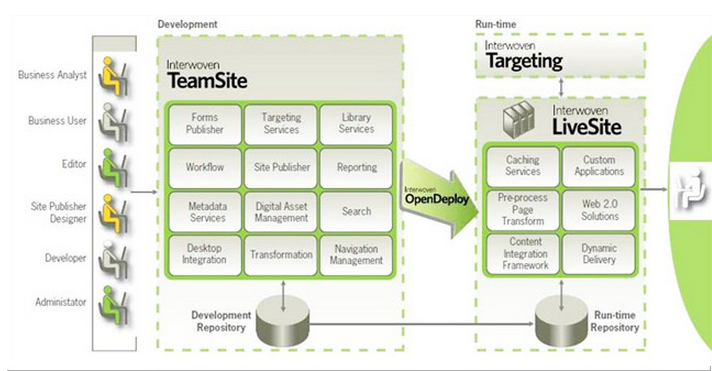 Development
Run-time
Business Analyst
Business User
Editor
Site Publisher
Designer
Developer
Administator
Interwoven
TeamSite
Forms
Publisher
Targeting
Services
Library
Services
Workflow
Site Publisher
Reporting
Metadata
Services
Digital Asset
Management
Search
Desktop
Integration
Transformation
Navigation
Management
Development
Repository
Interwoven
OpenDeploy
Interwoven
Targeting
Interwoven
LiveSite
Caching
Services
Custom
Applications
Pre-process
Page
Transform
Web 2.0
Solutions
Content
Integration
Framework
Dynamic
Delivery
Run-time
Repository